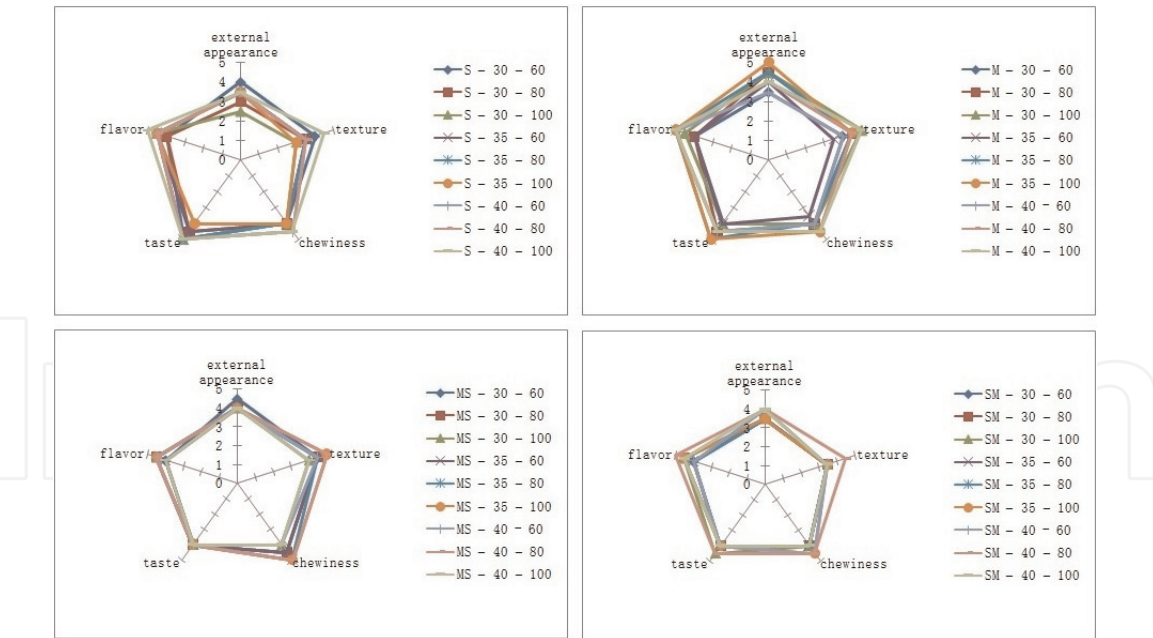 external
appearance
5
4
3
2
1
0
flavor
texture
taste
chewiness
S - 30 - 60
S - 30 - 80
S - 30 - 100
S - 35 - 60
S - 35 - 80
S - 35 - 100
S - 40 - 60
S - 40 - 80
S - 40 - 100
external
appearance
5
4
3
2
1
0
flavor
texture
taste
chewiness
M - 30 - 60
M - 30 - 80
M - 30 - 100
M - 35 - 60
M - 35 - 80
M - 35 - 100
M - 40 - 60
M - 40 - 80
M - 40 - 100
external
appearance
5
4
3
2
1
0
flavor
texture
taste
chewiness
MS - 30 - 60
MS - 30 - 80
MS - 30 - 100
MS - 35 - 60
MS - 35 - 80
MS - 35 - 100
MS - 40 - 60
MS - 40 - 80
MS - 40 - 100
external
appearance
5
4
3
2
1
0
flavor
texture
taste
chewiness
SM - 30 - 60
SM - 30 - 80
SM - 30 - 100
SM - 35 - 60
SM - 35 - 80
SM - 35 - 100
SM - 40 - 60
SM - 40 - 80
SM - 40 - 100